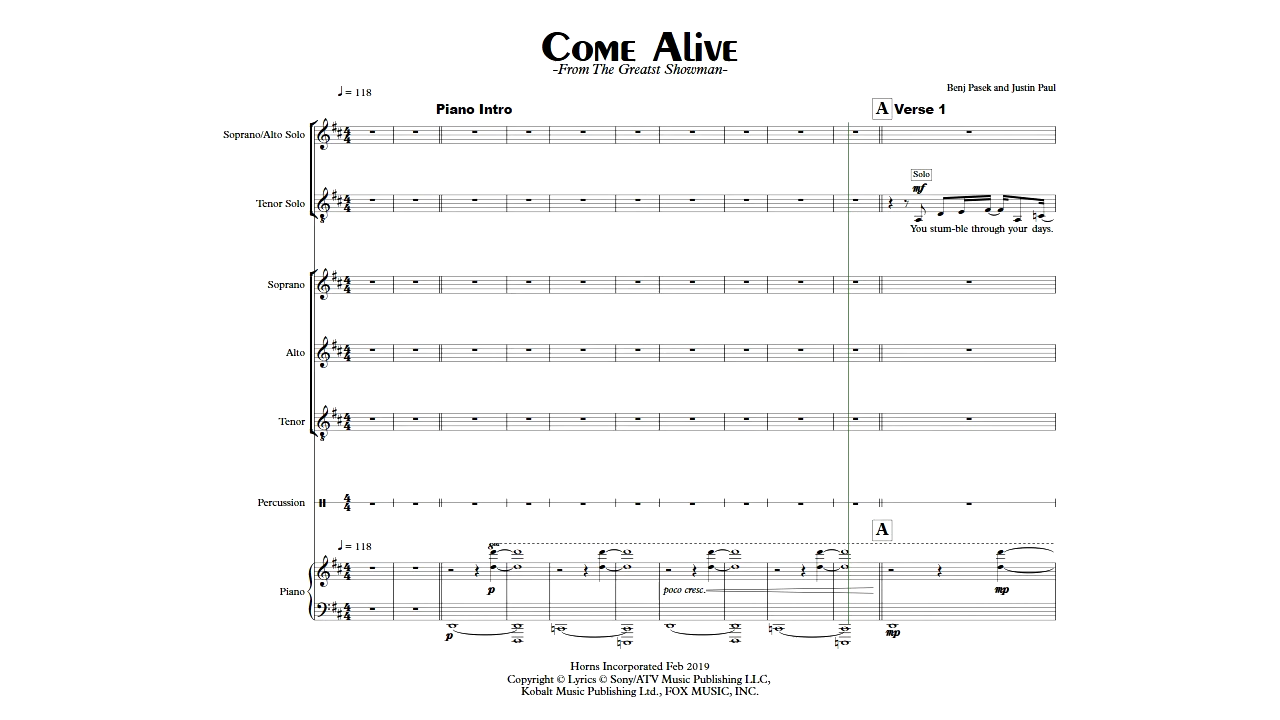 Come Alive
-From The Greatst Showman-
Benj Pasek and Justin Paul
♩= 118
Piano Intro
A Verse 1
Soprano/Alto Solo
Solo
mf
Tenor Solo
You stum-ble through your days.
Soprano
Alto
Tenor
Percussion
A
♩= 118
8va
Piano
p
poco cresc.
mp
p
mp
Horns Incorporated Feb 2019
Copyright © Lyrics © Sony/ATV Music Publishing LLC,
Kobalt Music Publishing Ltd., FOX MUSIC, INC.